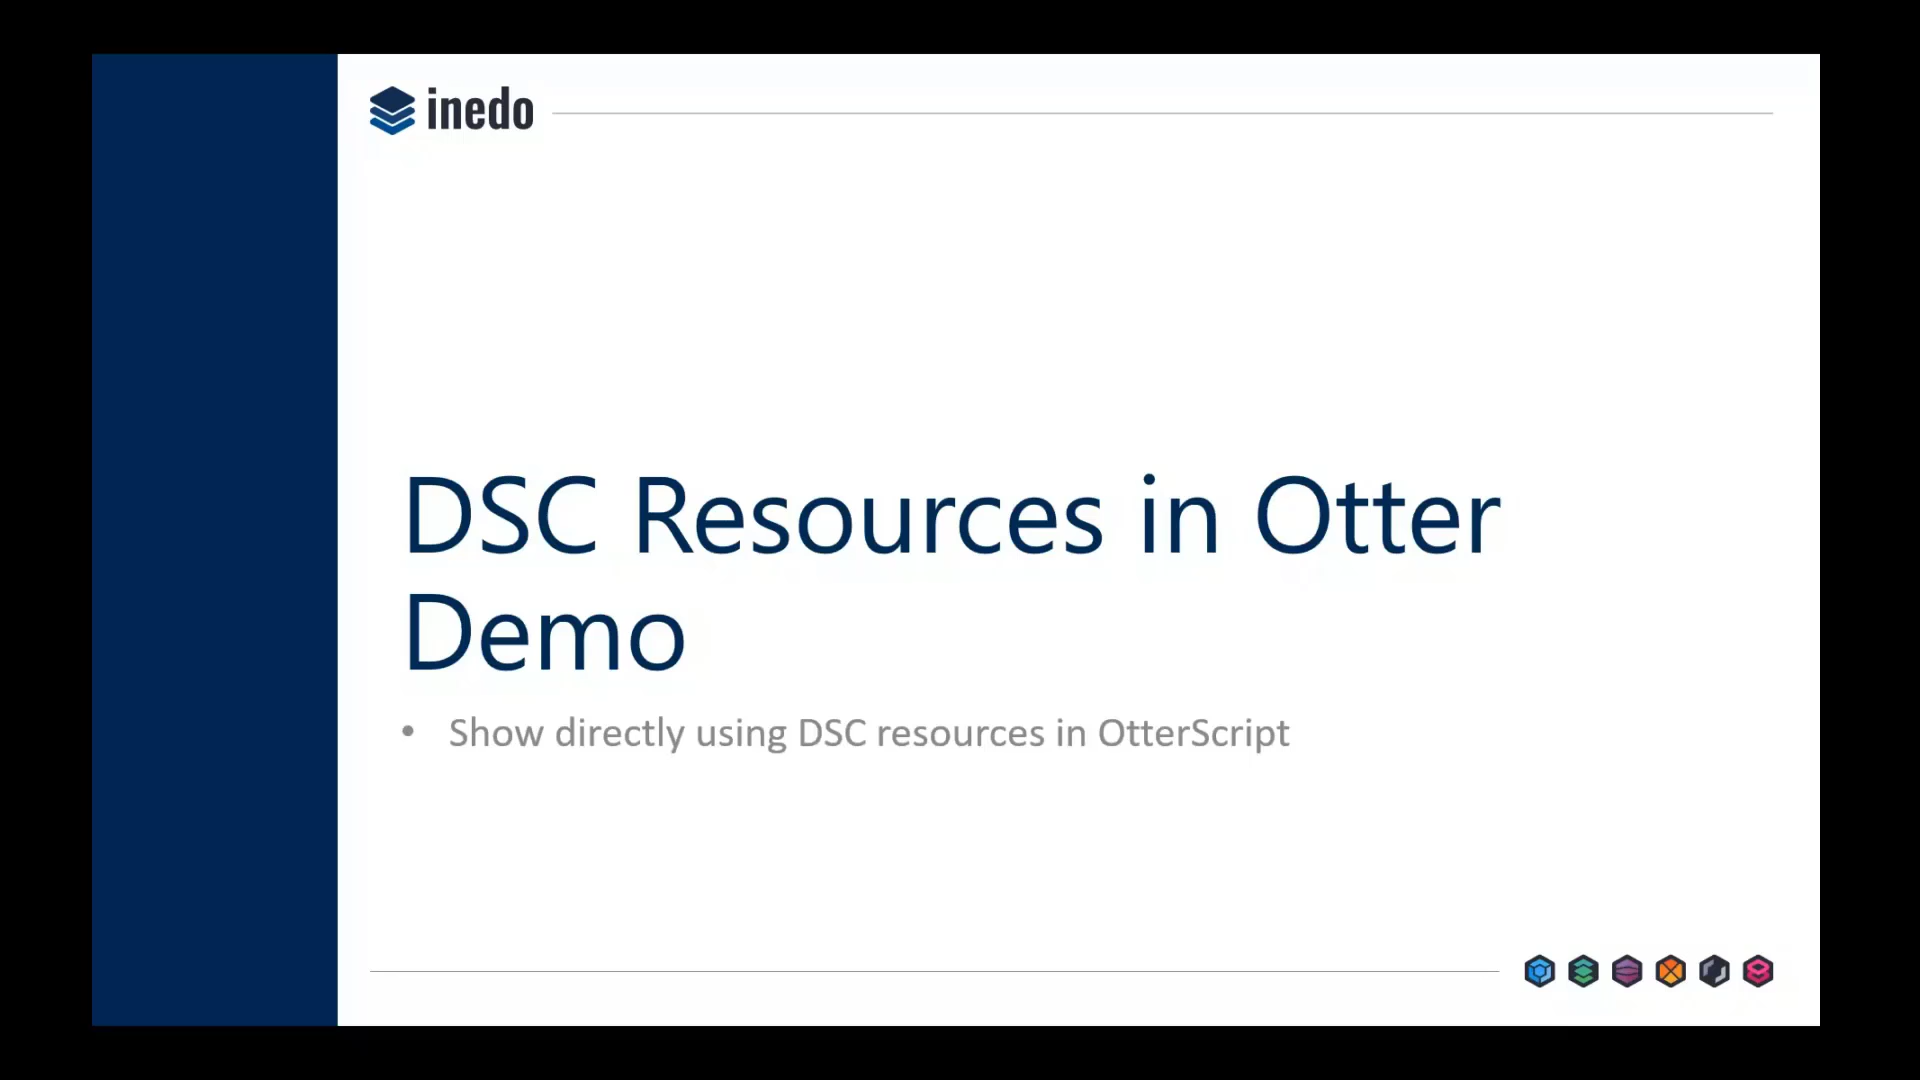 inedo
DSC Resources in Otter
Demo
• Show directly using DSC resources in OtterScript